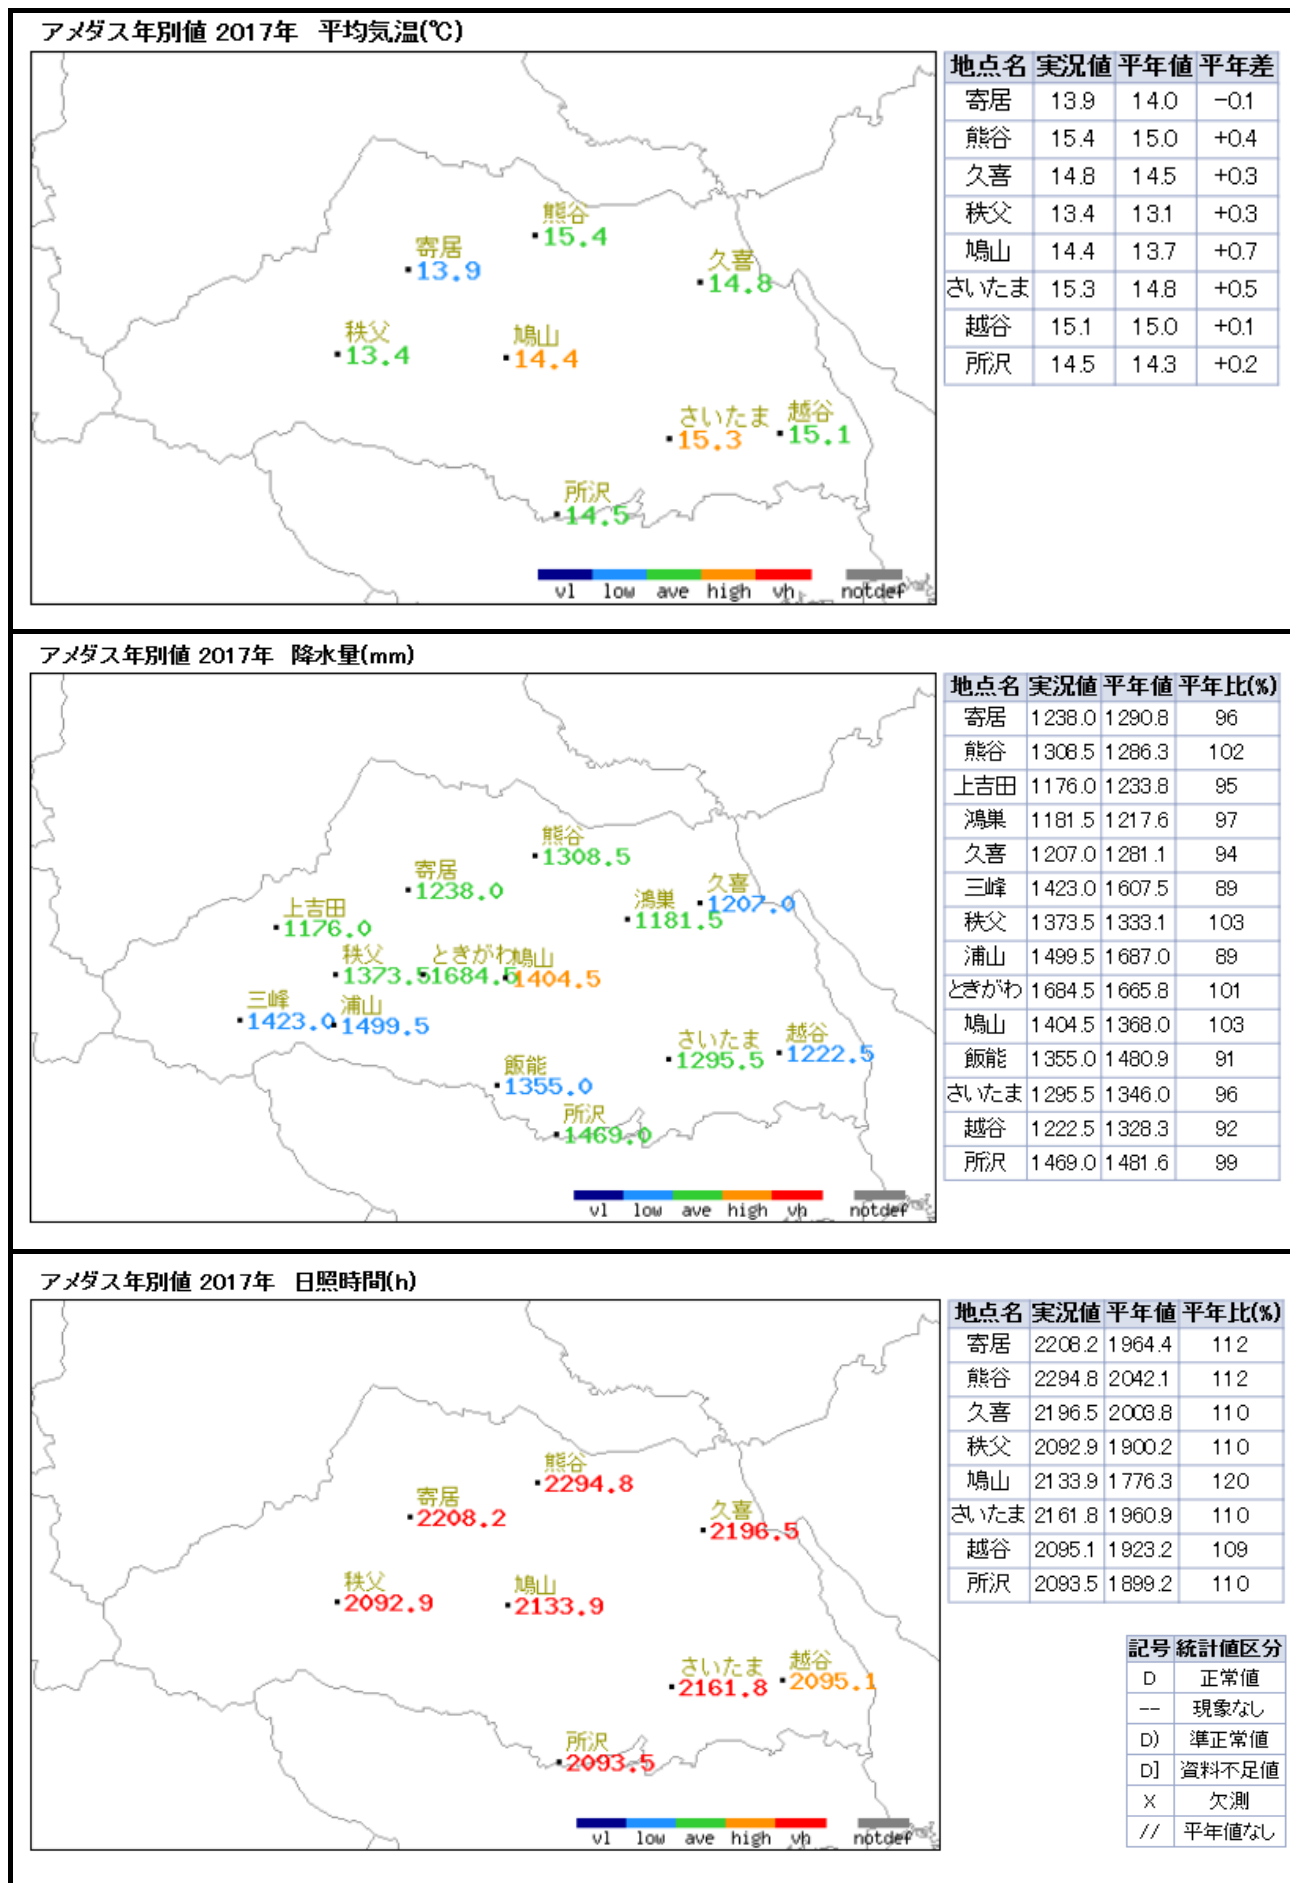 アメダス年別値 2017年 平均気温(℃)
熊谷
15.4
寄居
13.9
久喜
14.8
秩父
13.4
鳩山
14.4
さいたま
15.3
越谷
15.1
所沢
14.5
vl low ave high vh notdef
地点名 実況値 平年値 平年差
寄居 13.9 14.0 -0.1
熊谷 15.4 15.0 +0.4
久喜 14.8 14.5 +0.3
秩父 13.4 13.1 +0.3
鳩山 14.4 13.7 +0.7
さいたま 15.3 14.8 +0.5
越谷 15.1 15.0 +0.1
所沢 14.5 14.3 +0.2
アメダス年別値 2017年 降水量(mm)
熊谷
1308.5
寄居
1238.0
鴻巣
1181.5
久喜
1207.0
上吉田
1176.0
秩父
1373.5
ときがわ
1684.5
鳩山
1404.5
三峰
1423.0
浦山
1499.5
さいたま
1295.5
越谷
1222.5
飯能
1355.0
所沢
1469.0
vl low ave high vh notdef
地点名 実況値 平年値 平年比(%)
寄居 1238.0 1290.8 96
熊谷 1308.5 1286.3 102
上吉田 1176.0 1233.8 95
鴻巣 1181.5 1217.6 97
久喜 1207.0 1281.1 94
三峰 1423.0 1607.5 89
秩父 1373.5 1333.1 103
浦山 1499.5 1687.0 89
ときがわ 1684.5 1665.8 101
鳩山 1404.5 1368.0 103
飯能 1355.0 1480.9 91
さいたま 1295.5 1346.0 96
越谷 1222.5 1328.3 92
所沢 1469.0 1481.6 99
アメダス年別値 2017年 日照時間(h)
熊谷
2294.8
寄居
2208.2
久喜
2196.5
秩父
2092.9
鳩山
2133.9
さいたま
2161.8
越谷
2095.1
所沢
2093.5
vl low ave high vh notdef
地点名 実況値 平年値 平年比(%)
寄居 2208.2 1964.4 112
熊谷 2294.8 2042.1 112
久喜 2196.5 2003.8 110
秩父 2092.9 1900.2 110
鳩山 2133.9 1776.3 120
さいたま 2161.8 1960.9 110
越谷 2095.1 1923.2 109
所沢 2093.5 1899.2 110
記号 統計値区分
D 正常値
-- 現象なし
D) 準正常値
D] 資料不足値
X 欠測
// 平年値なし